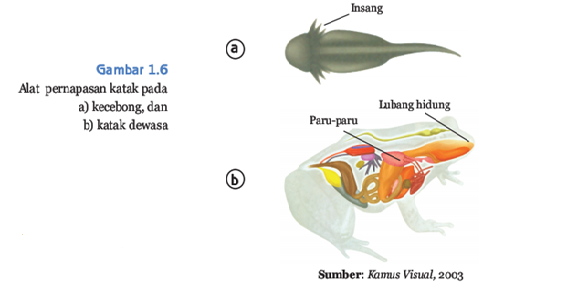 Insang
a
Gambar 1.6
Alat pernapasan katak pada
a) kecebong, dan
b) katak dewasa
Lubang hidung
Paru-paru
b
Sumber: Kamus Visual, 2003